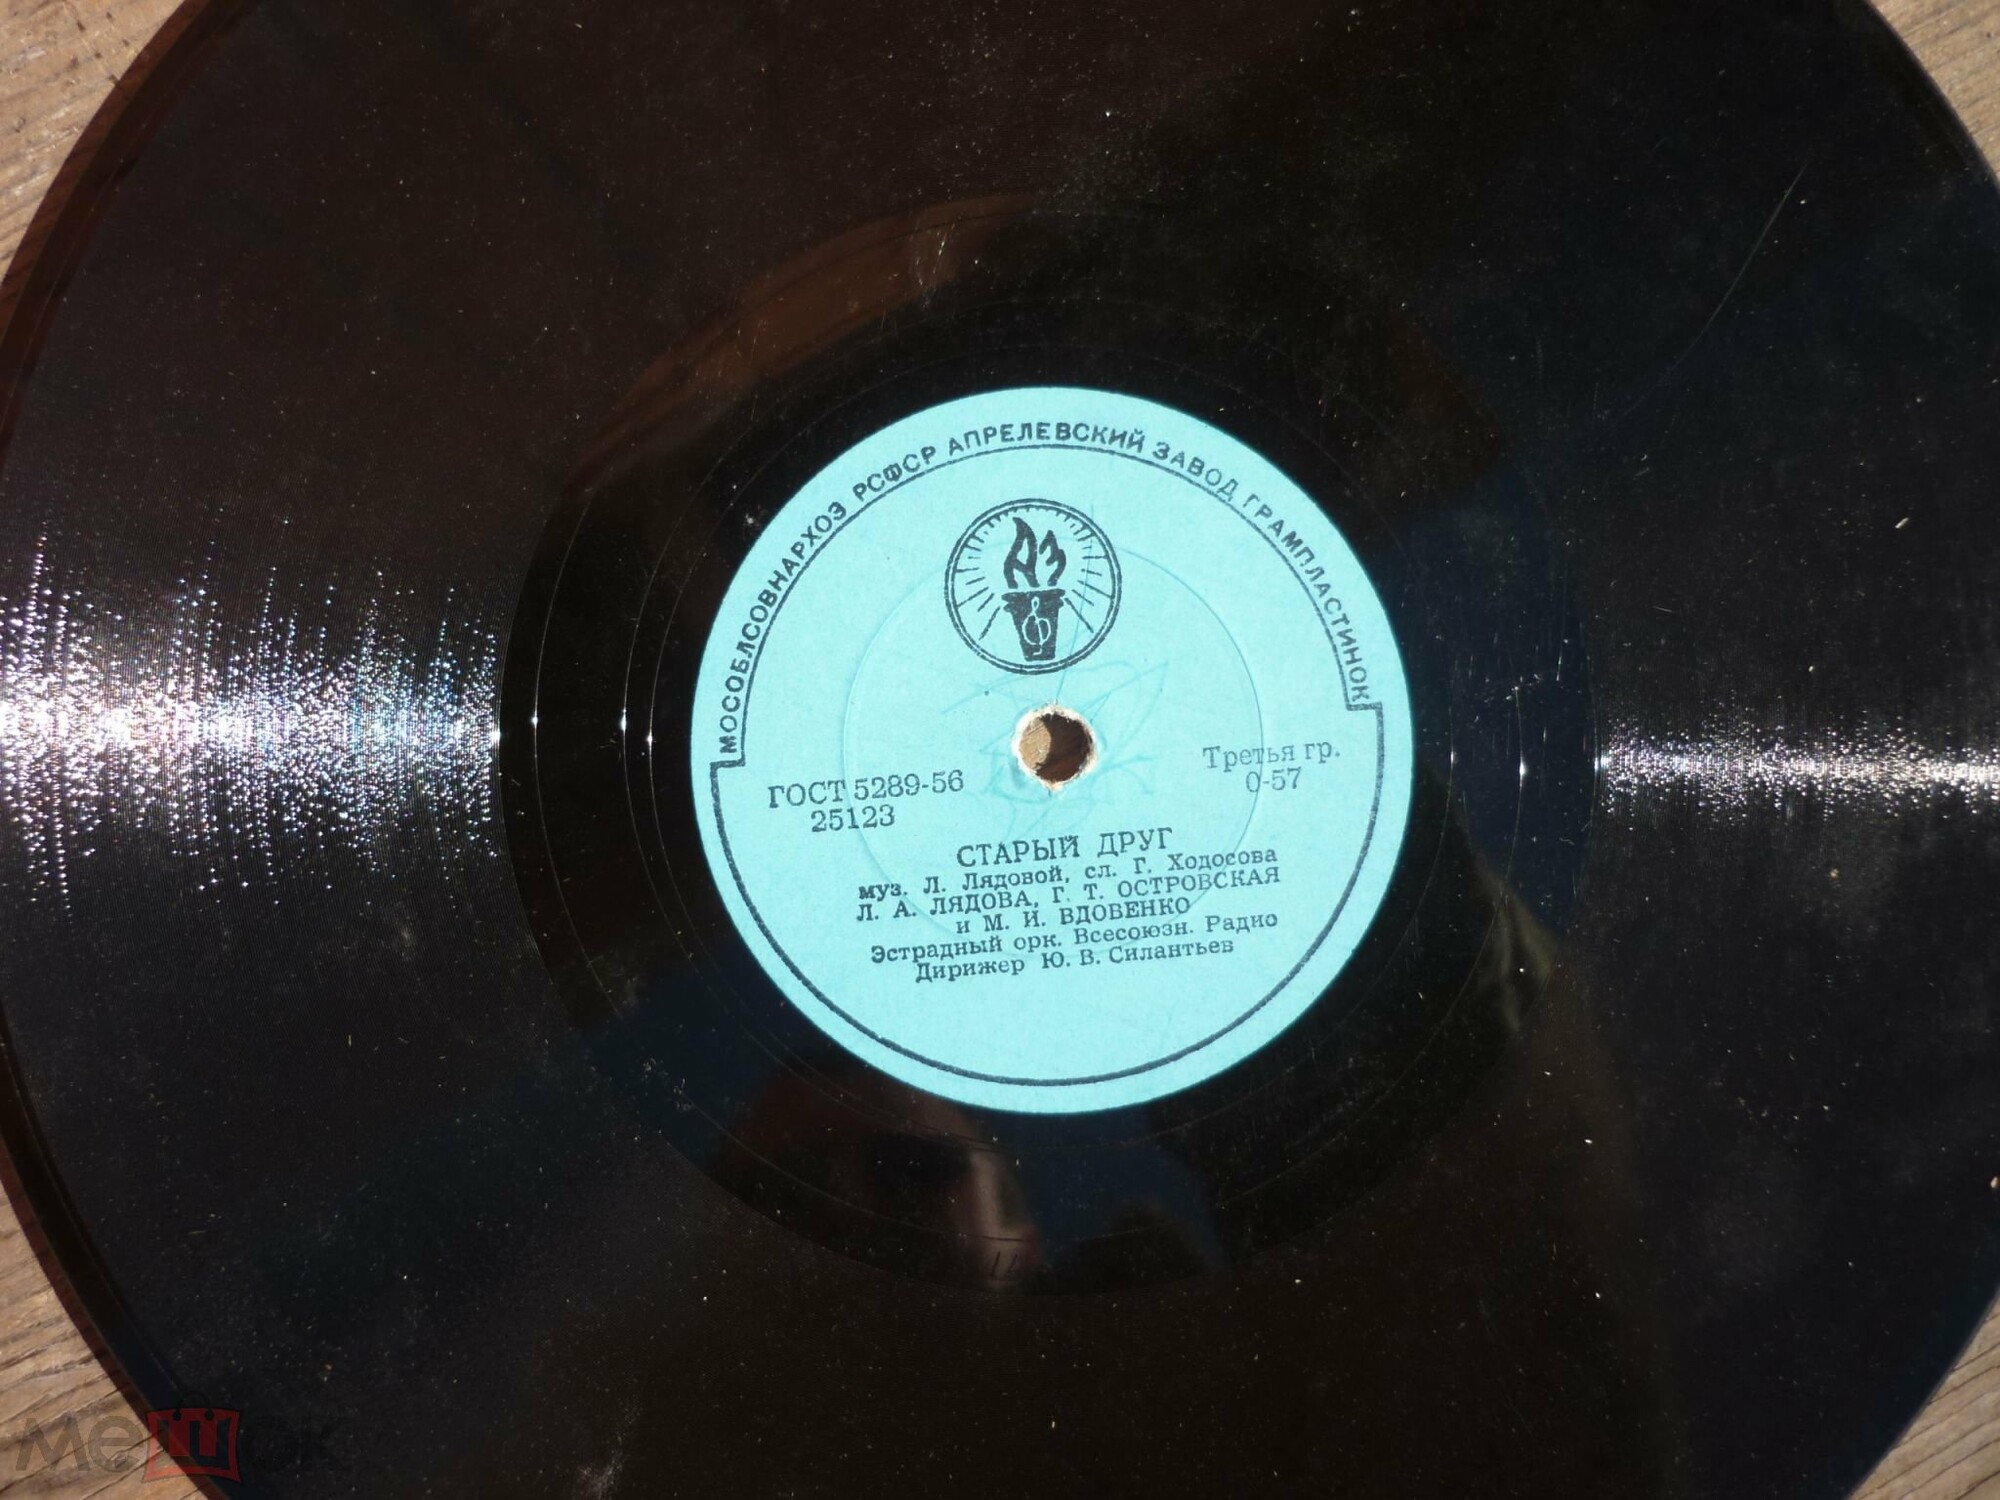 МОСОБЛСОВНАРХОЗ РСФСР АПРЕЛЕВСКИЙ ЗАВОД ГРАМПЛАСТИНОК
АЗ
Третья гр.
ГОСТ 5289-56
0-57
25123
СТАРЫЙ ДРУГ
муз. Л. Лядовой, сл. Г. Ходосова
Л. А. ЛЯДОВА, Г. Т. ОСТРОВСКАЯ
и М. И. ВДОВЕНКО
Эстрадный орк. Всесоюзн. Радио
Дирижер Ю. В. Силантьев
мешок